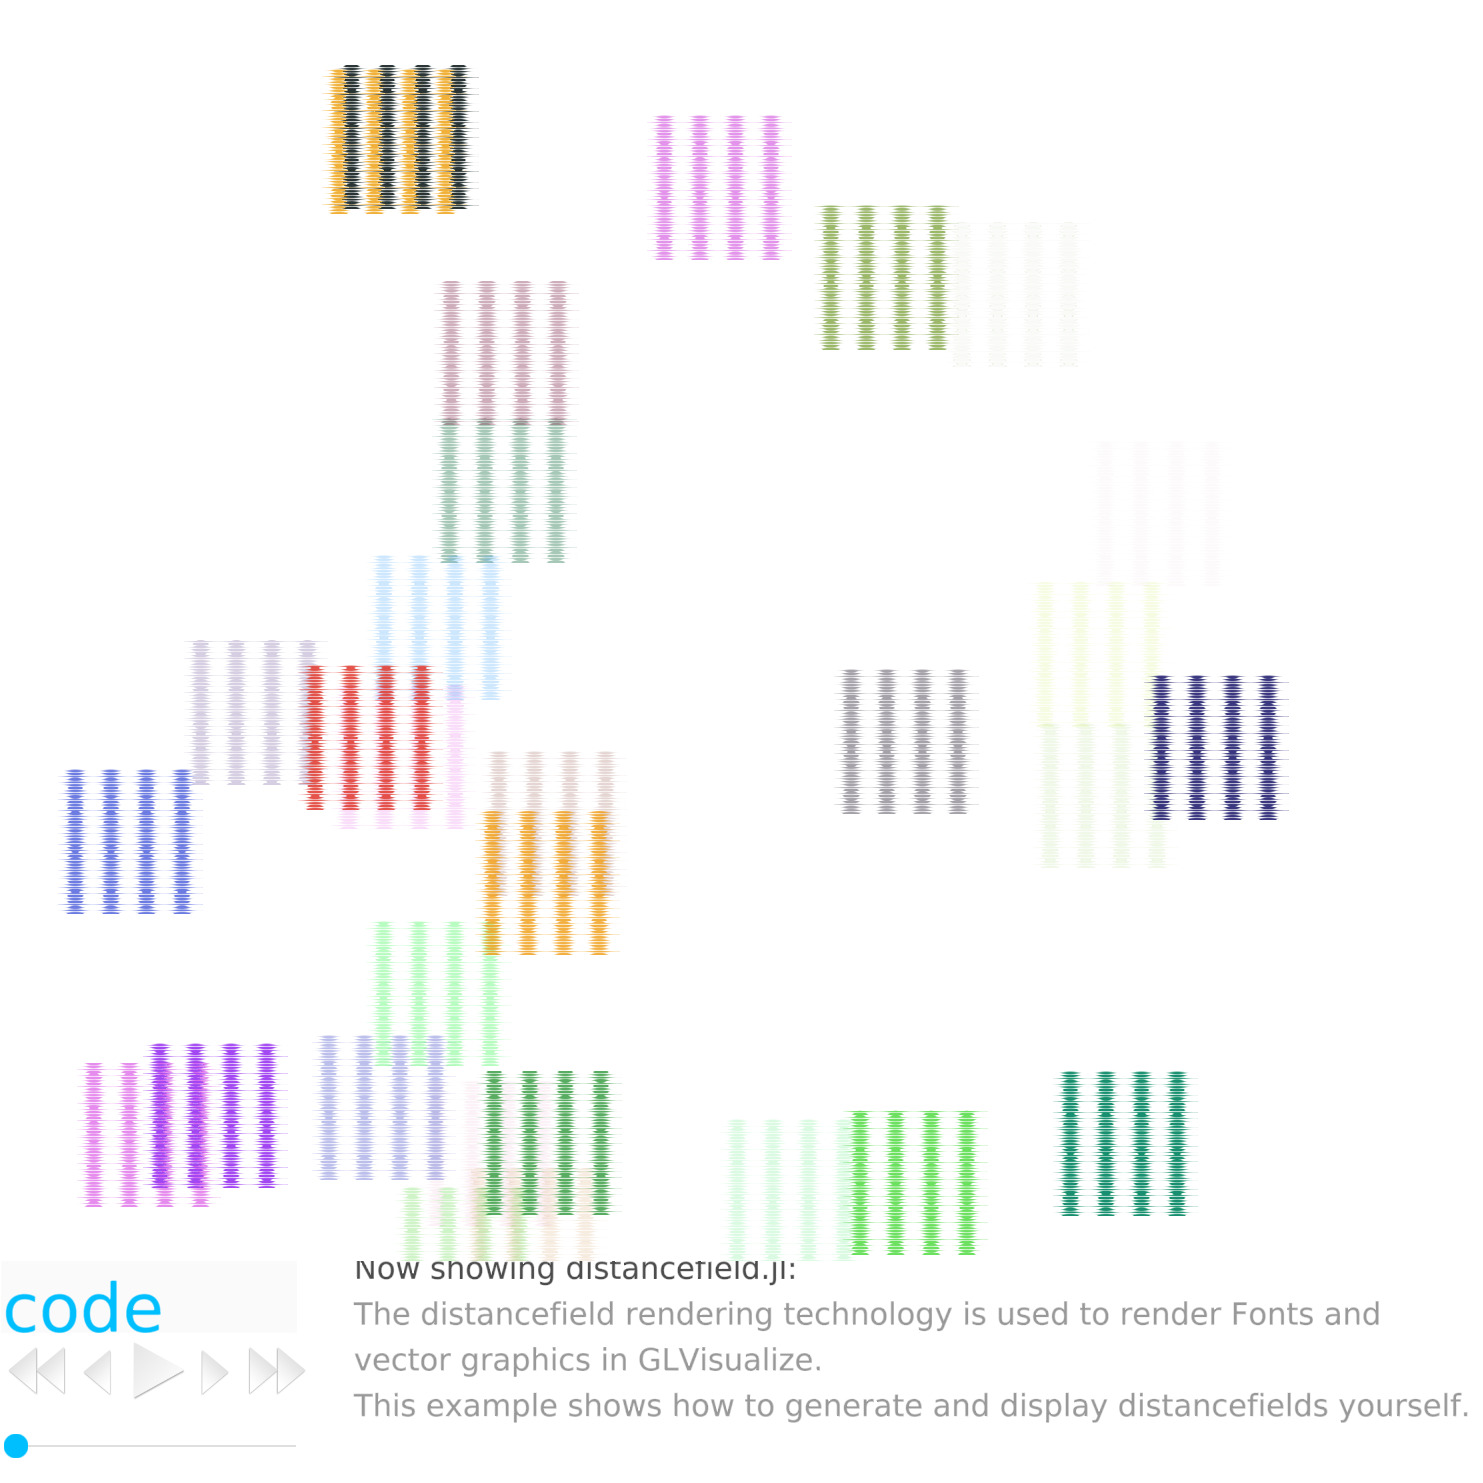 Now showing distancefield.jl:
code
The distancefield rendering technology is used to render Fonts and
vector graphics in GLVisualize.
This example shows how to generate and display distancefields yourself.